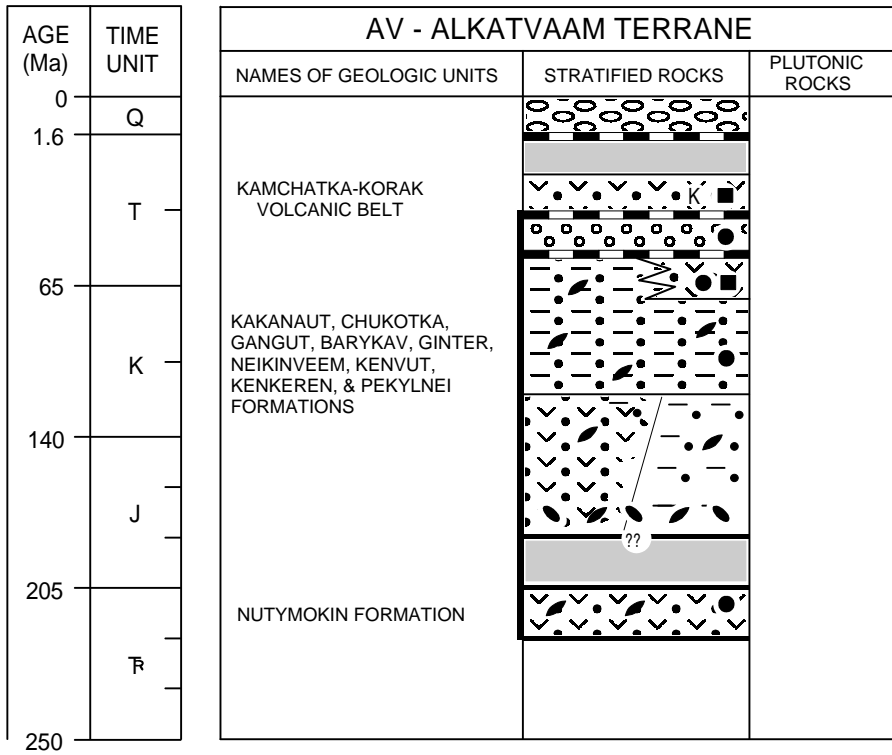 AGE
(Ma)
TIME
UNIT
AV - ALKATVAAM TERRANE
NAMES OF GEOLOGIC UNITS
STRATIFIED ROCKS
PLUTONIC
ROCKS
0
Q
1.6
KAMCHATKA-KORAK
VOLCANIC BELT
K
T
65
KAKANAUT, CHUKOTKA,
GANGUT, BARYKAV, GINTER,
NEIKINVEEM, KENVUT,
KENKEREN, & PEKYLNEI
FORMATIONS
K
140
J
??
205
NUTYMOKIN FORMATION
TR
250